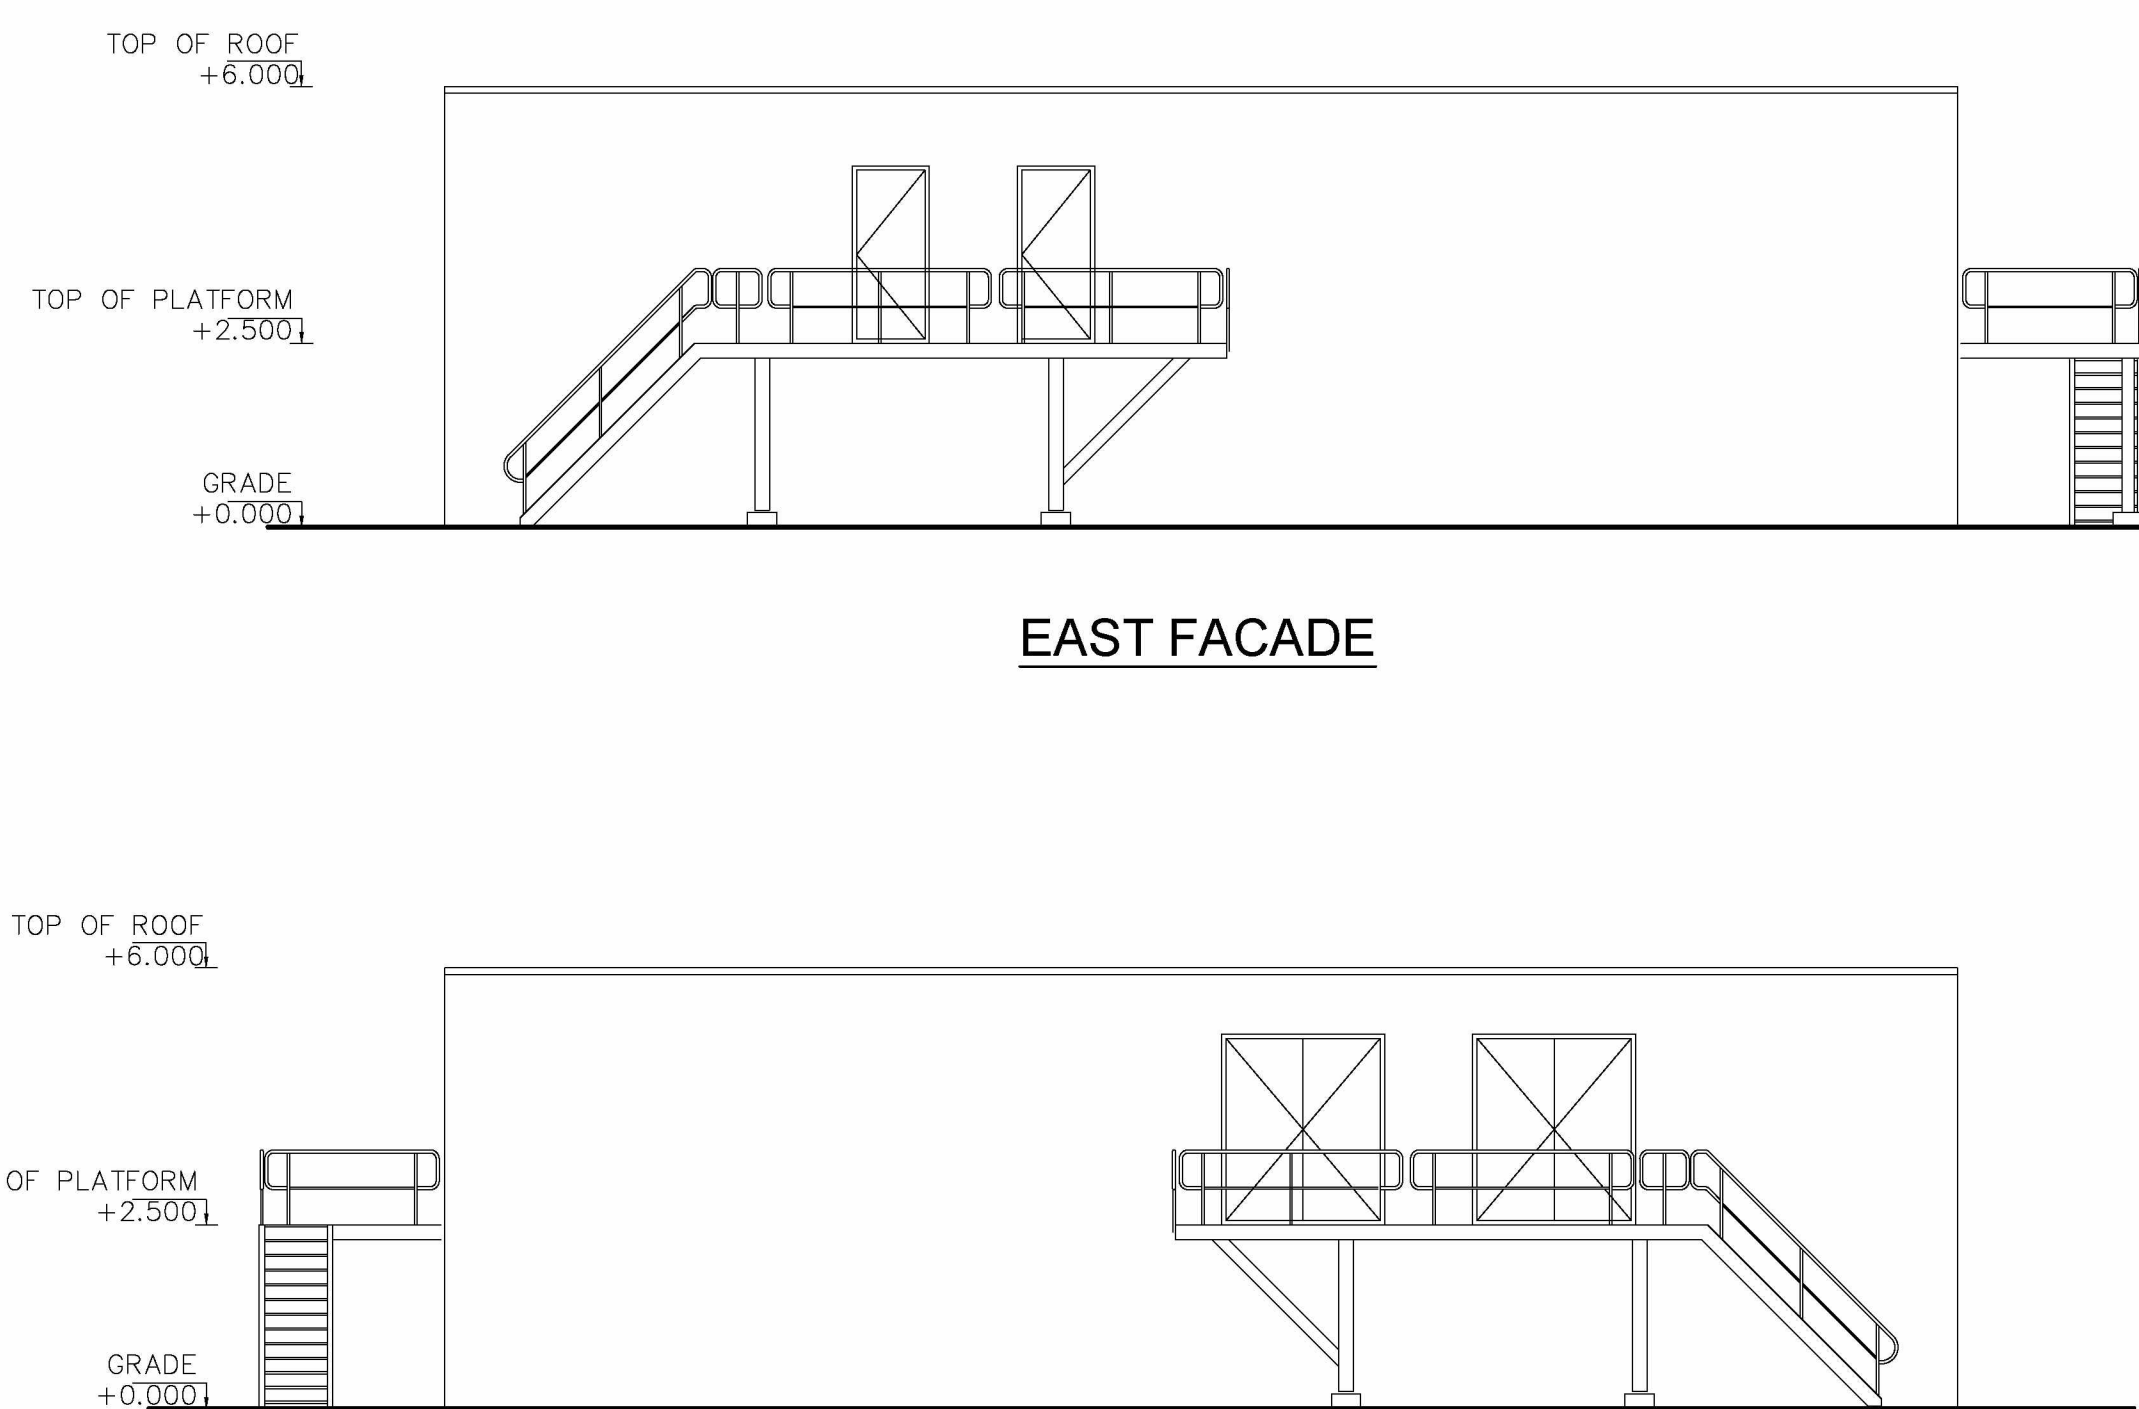 TOP OF ROOF
+6.000
TOP OF PLATFORM
+2.500
GRADE
+0.000
EAST FACADE
TOP OF ROOF
+6.000
OF PLATFORM
+2.500
GRADE
+0.000